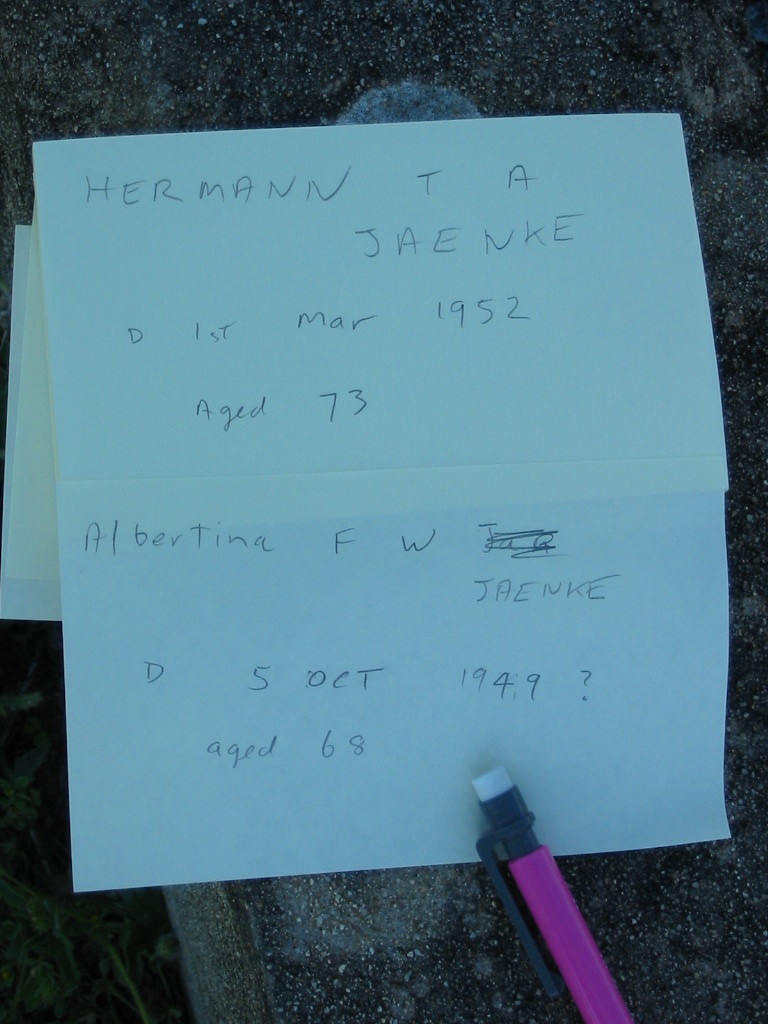 HERMANN T A
JAENKE
D 1st Mar 1952
Aged 73
Albertina F W
JAENKE
D 5 OCT 1949 ?
aged 68